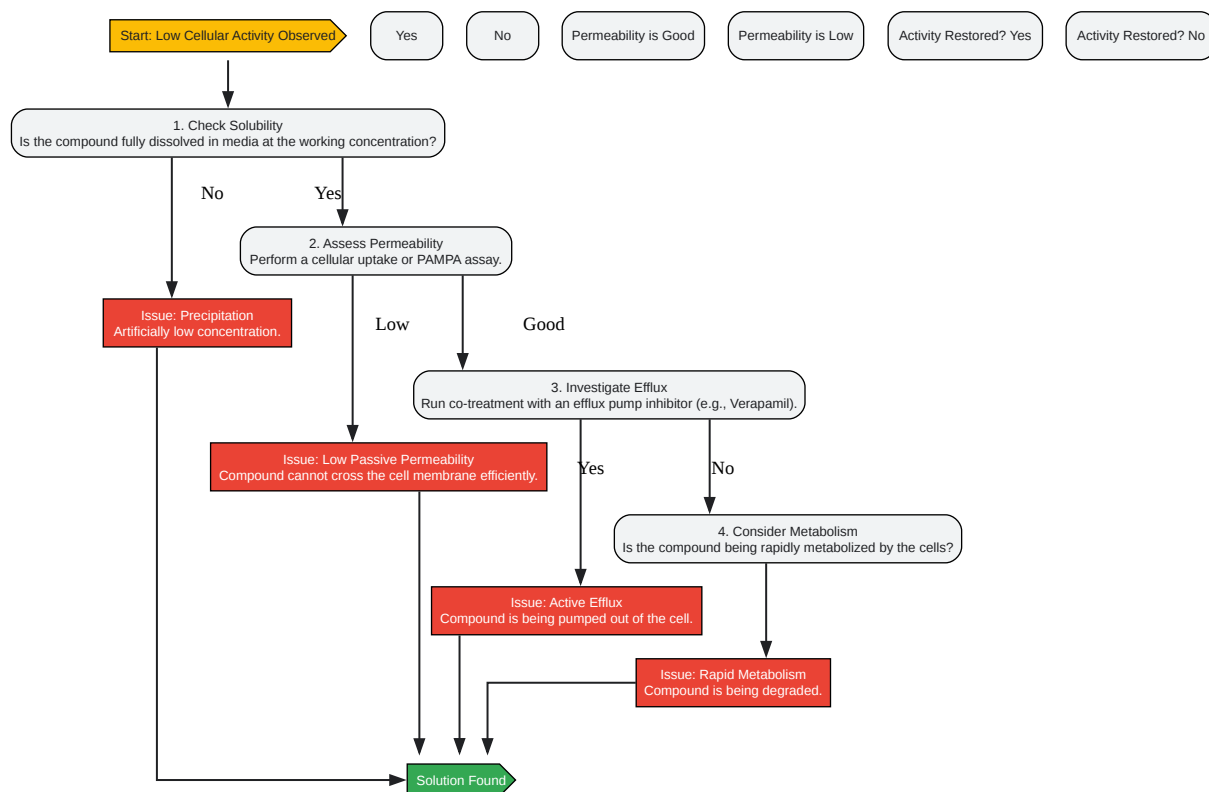 Start: Low Cellular Activity Observed
Yes
No
Permeability is Good
Permeability is Low
Activity Restored? Yes
Activity Restored? No
1. Check Solubility
Is the compound fully dissolved in media at the working concentration?
No
Yes
2. Assess Permeability
Perform a cellular uptake or PAMPA assay.
Issue: Precipitation
Artificially low concentration.
Low
Good
3. Investigate Efflux
Run co-treatment with an efflux pump inhibitor (e.g., Verapamil).
Issue: Low Passive Permeability
Compound cannot cross the cell membrane efficiently.
Yes
No
4. Consider Metabolism
Is the compound being rapidly metabolized by the cells?
Issue: Active Efflux
Compound is being pumped out of the cell.
Issue: Rapid Metabolism
Compound is being degraded.
Solution Found